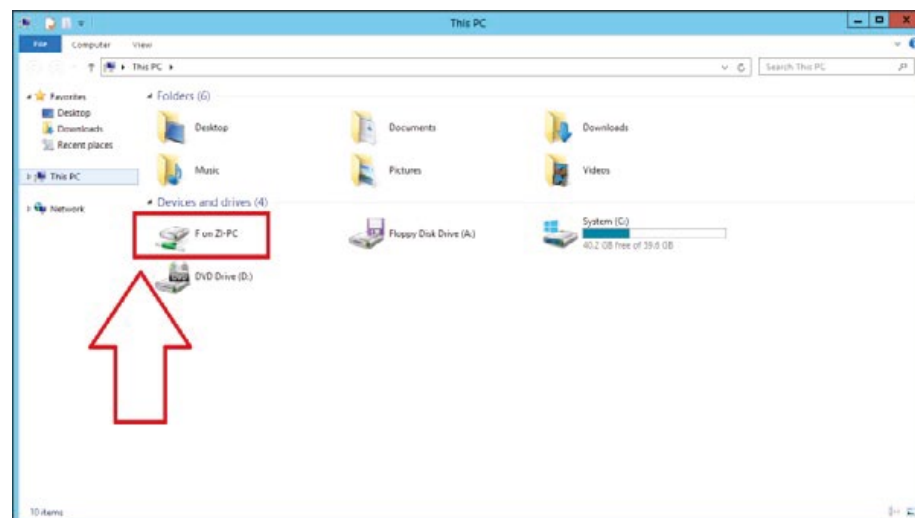 This PC
File Computer View
This PC Search This PC
Favorites
Desktop
Downloads
Recent places
This PC
Network
Folders (6)
Desktop Documents Downloads
Music Pictures Videos
Devices and drives (4)
F on ZI-PC Floppy Disk Drive (A:) System (C:)
DVD Drive (D:)
10 items